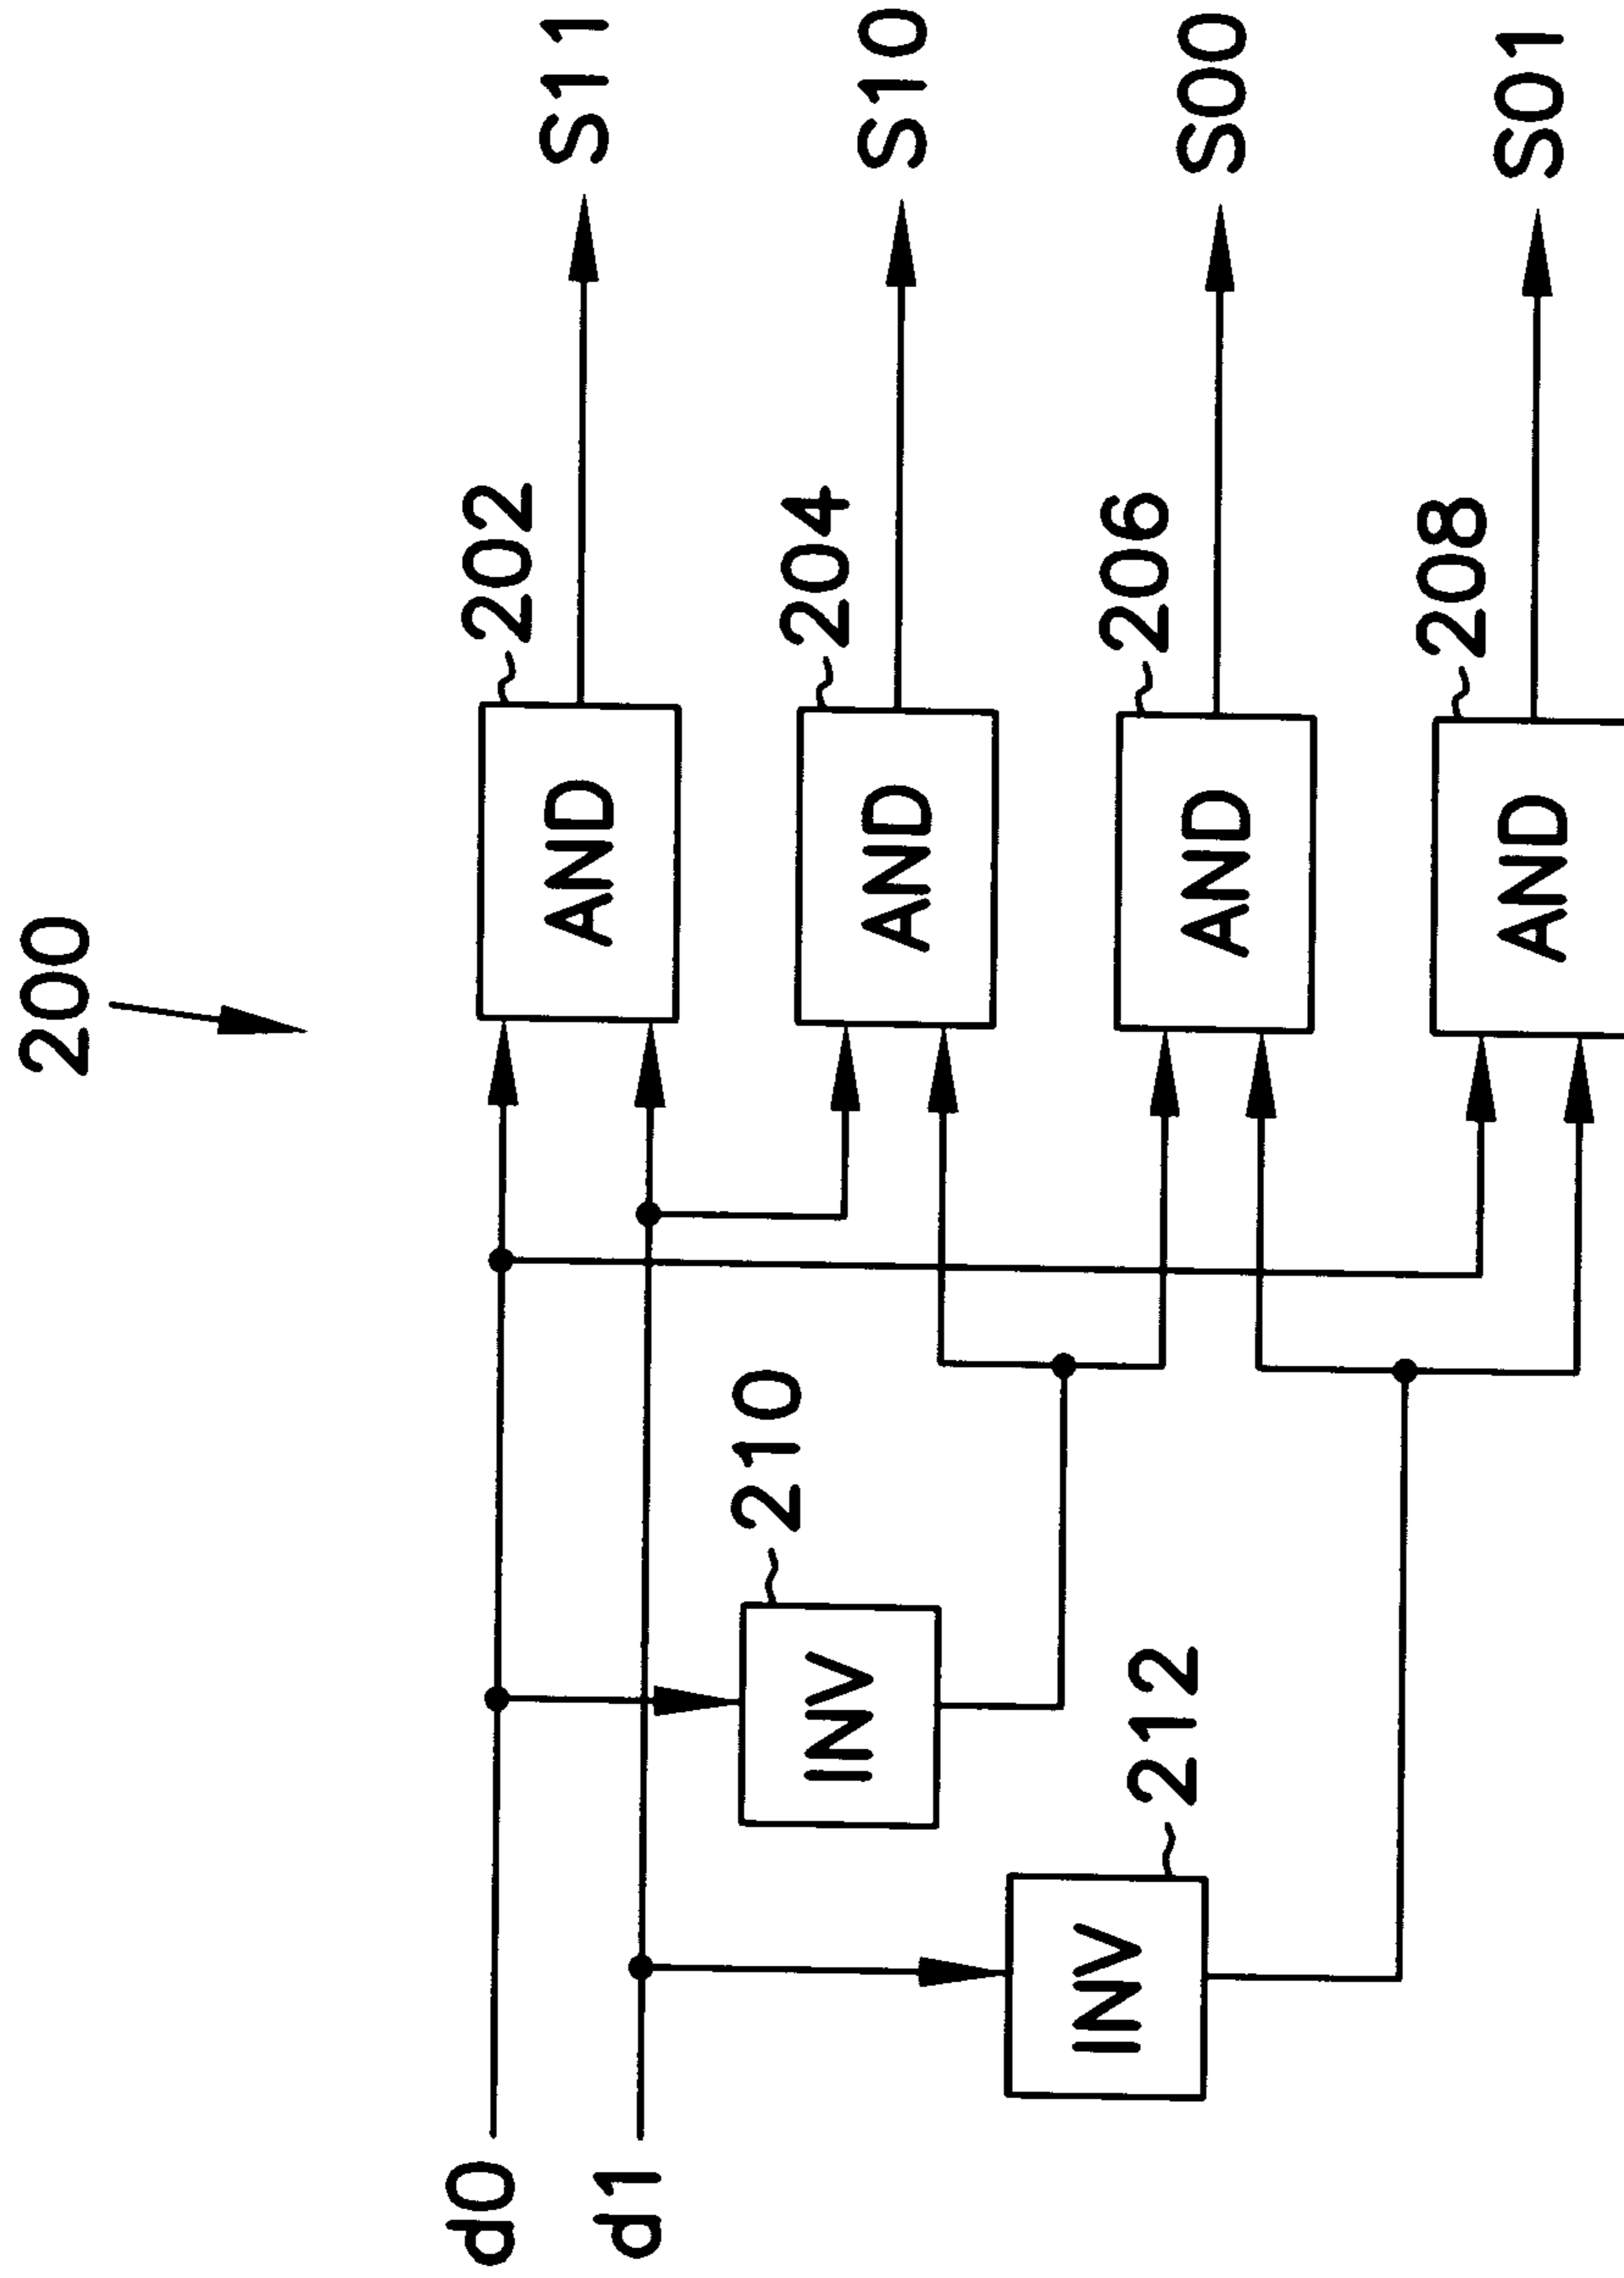 200
202
S11
AND
204
S10
AND
206
S00
AND
208
S01
AND
d0
d1
210
INV
212
INV